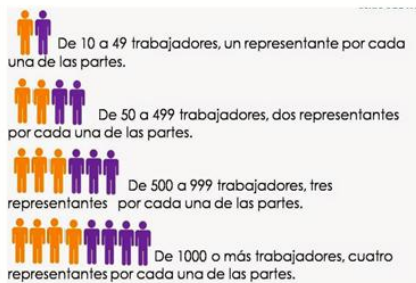 De 10 a 49 trabajadores, un representante por cada
una de las partes.
De 50 a 499 trabajadores, dos representantes
por cada una de las partes.
De 500 a 999 trabajadores, tres
representantes por cada una de las partes.
De 1000 o más trabajadores, cuatro
representantes por cada una de las partes.